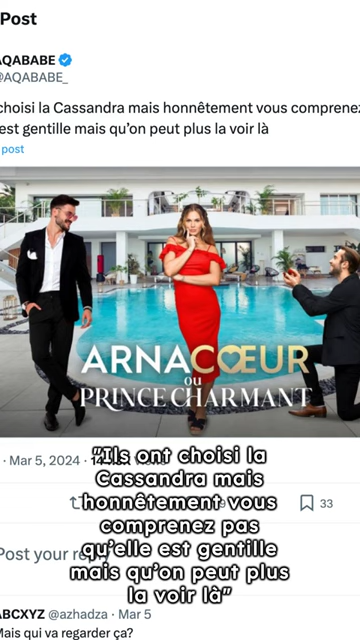 Post
AQABABE
@AQABABE_
choisi la Cassandra mais honnêtement vous comprenez
est gentille mais qu'on peut plus la voir là
post
ARNACŒUR
ou
PRINCE CHARMANT
· Mar 5, 2024 ·
"Ils ont choisi la
Cassandra mais
honnêtement vous
comprenez pas
qu'elle est gentille
mais qu'on peut plus
la voir là"
33
Post your reply
ABCXYZ @azhadza · Mar 5
Mais qui va regarder ça?